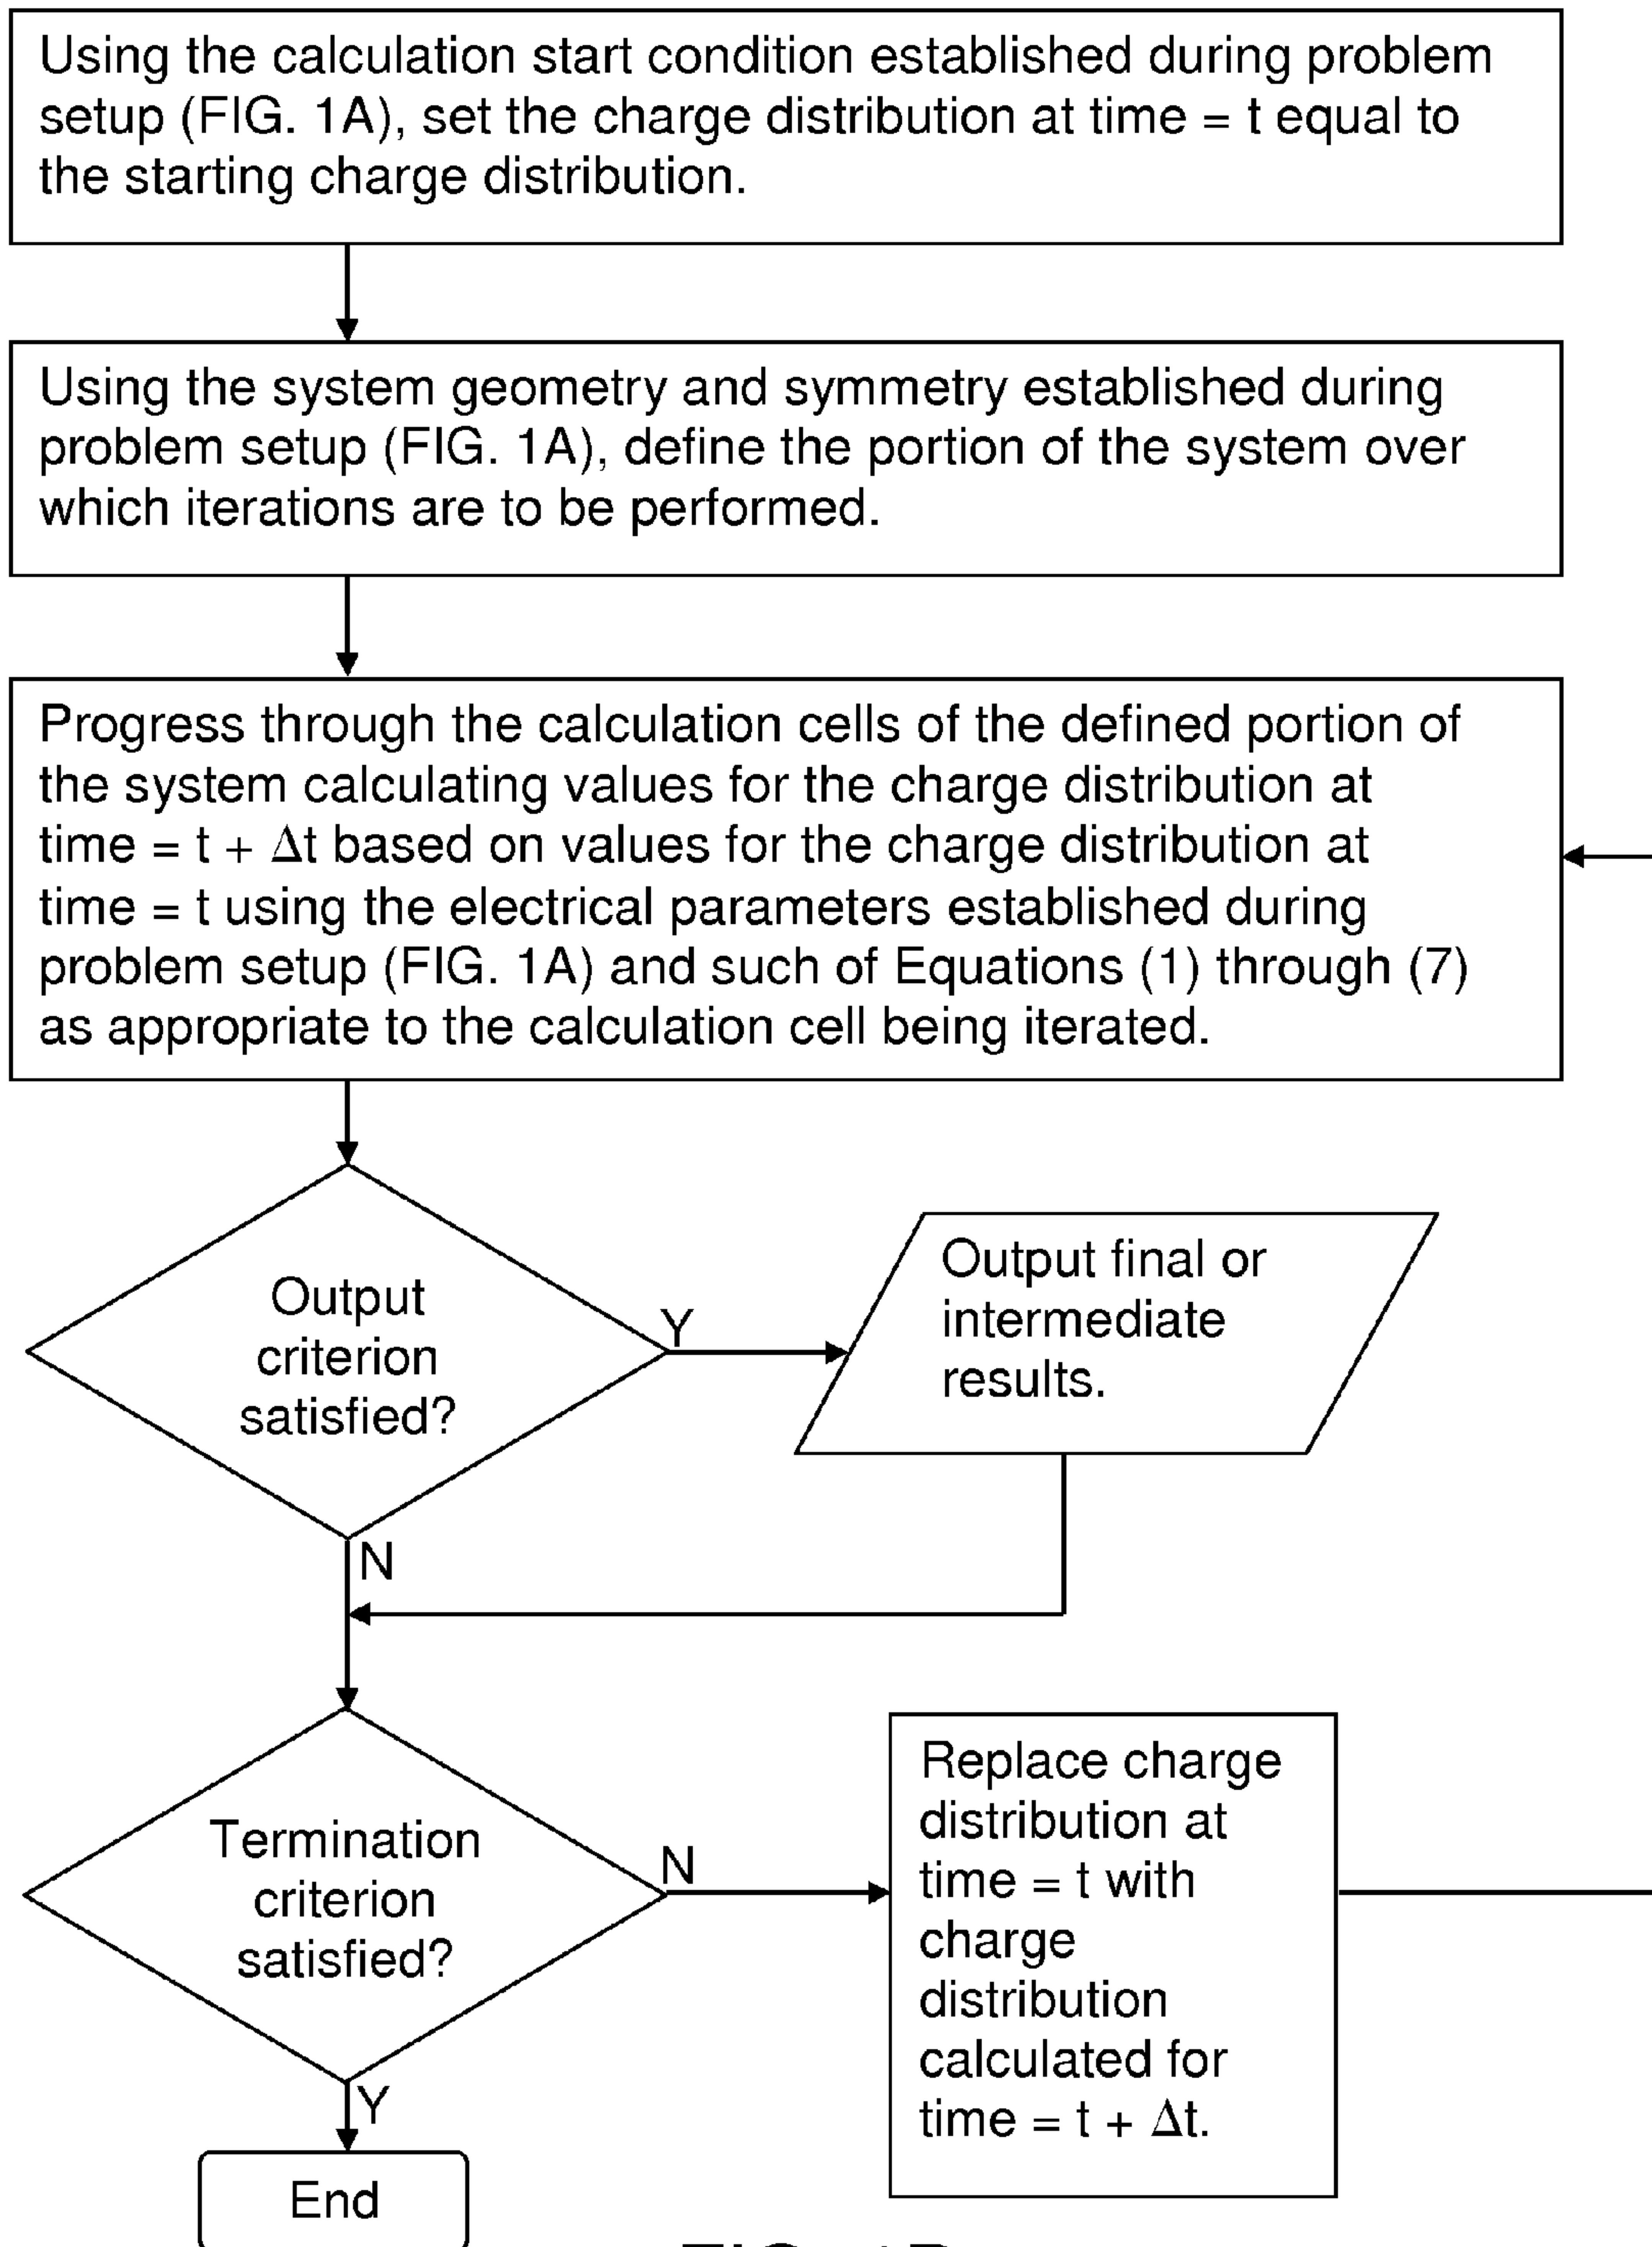 Using the calculation start condition established during problem
setup (FIG. 1A), set the charge distribution at time = t equal to
the starting charge distribution.
Using the system geometry and symmetry established during
problem setup (FIG. 1A), define the portion of the system over
which iterations are to be performed.
Progress through the calculation cells of the defined portion of
the system calculating values for the charge distribution at
time = t + Δt based on values for the charge distribution at
time = t using the electrical parameters established during
problem setup (FIG. 1A) and such of Equations (1) through (7)
as appropriate to the calculation cell being iterated.
Output
criterion
satisfied?
Y
Output final or
intermediate
results.
N
Termination
criterion
satisfied?
N
Replace charge
distribution at
time = t with
charge
distribution
calculated for
time = t + Δt.
Y
End